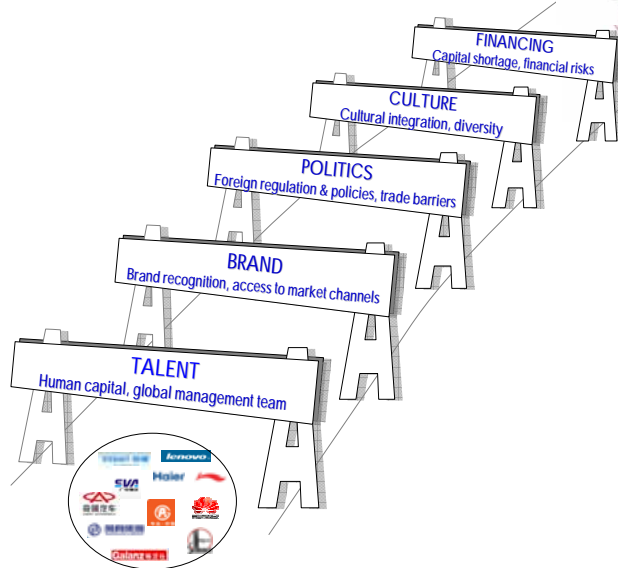 FINANCING
Capital shortage, financial risks
CULTURE
Cultural integration, diversity
POLITICS
Foreign regulation & policies, trade barriers
BRAND
Brand recognition, access to market channels
TALENT
Human capital, global management team
lenovo
SVA
Haier
Galanz